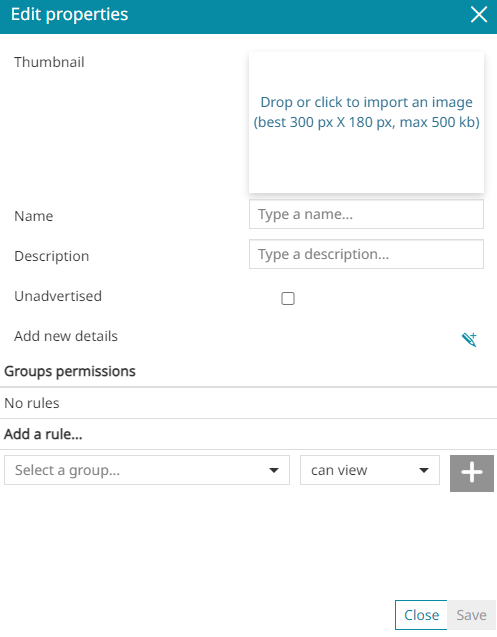 Edit properties
Thumbnail
Drop or click to import an image
(best 300 px X 180 px, max 500 kb)
Name
Type a name...
Description
Type a description...
Unadvertised
Add new details
Groups permissions
No rules
Add a rule...
Select a group...
can view
Close
Save